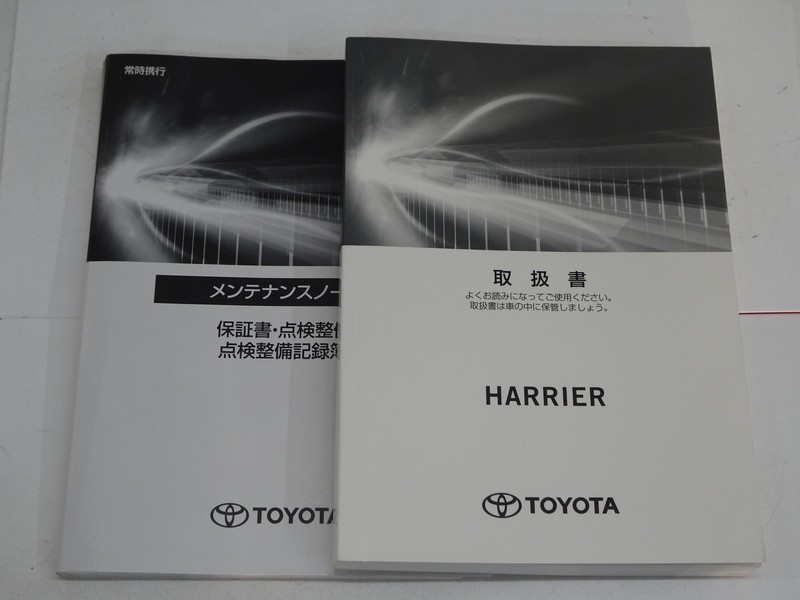 常時携行
メンテナンスノー
保証書・点検整
点検整備記録
TOYOTA
取扱書
よくお読みになってご使用ください。
取扱書は車の中に保管しましょう。
HARRIER
TOYOTA